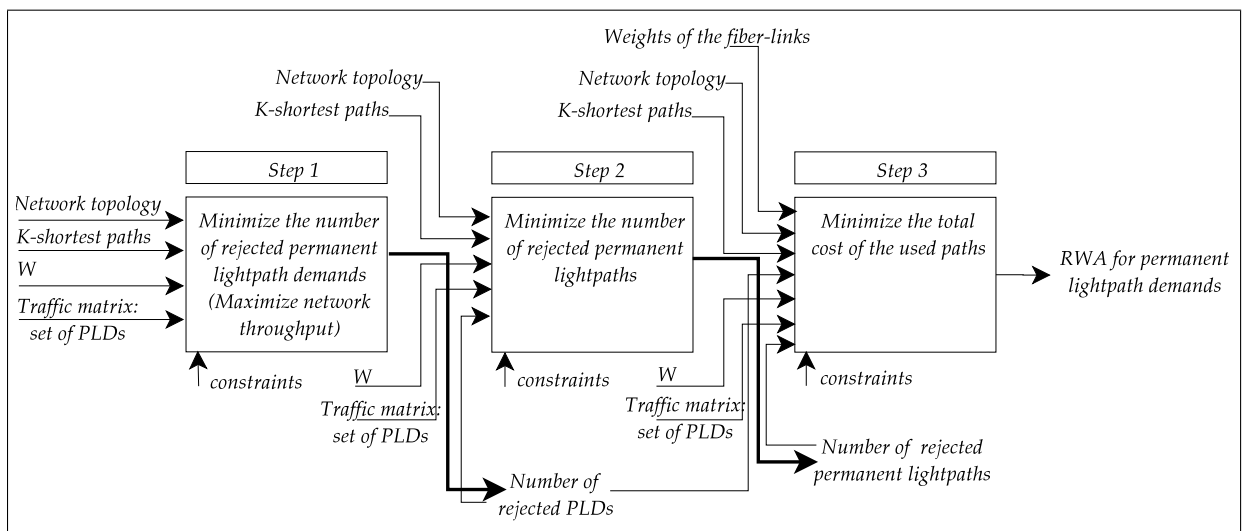 Weights of the fiber-links
Network topology
K-shortest paths
Network topology
K-shortest paths
Step 1
Step 2
Step 3
Network topology
K-shortest paths
W
Traffic matrix:
set of PLDs
Minimize the number
of rejected permanent
lightpath demands
(Maximize network
throughput)
constraints
Minimize the number
of rejected permanent
lightpaths
constraints
W
Traffic matrix:
set of PLDs
Minimize the total
cost of the used paths
constraints
W
Traffic matrix:
set of PLDs
RWA for permanent
lightpath demands
Number of
rejected PLDs
Number of rejected
permanent lightpaths